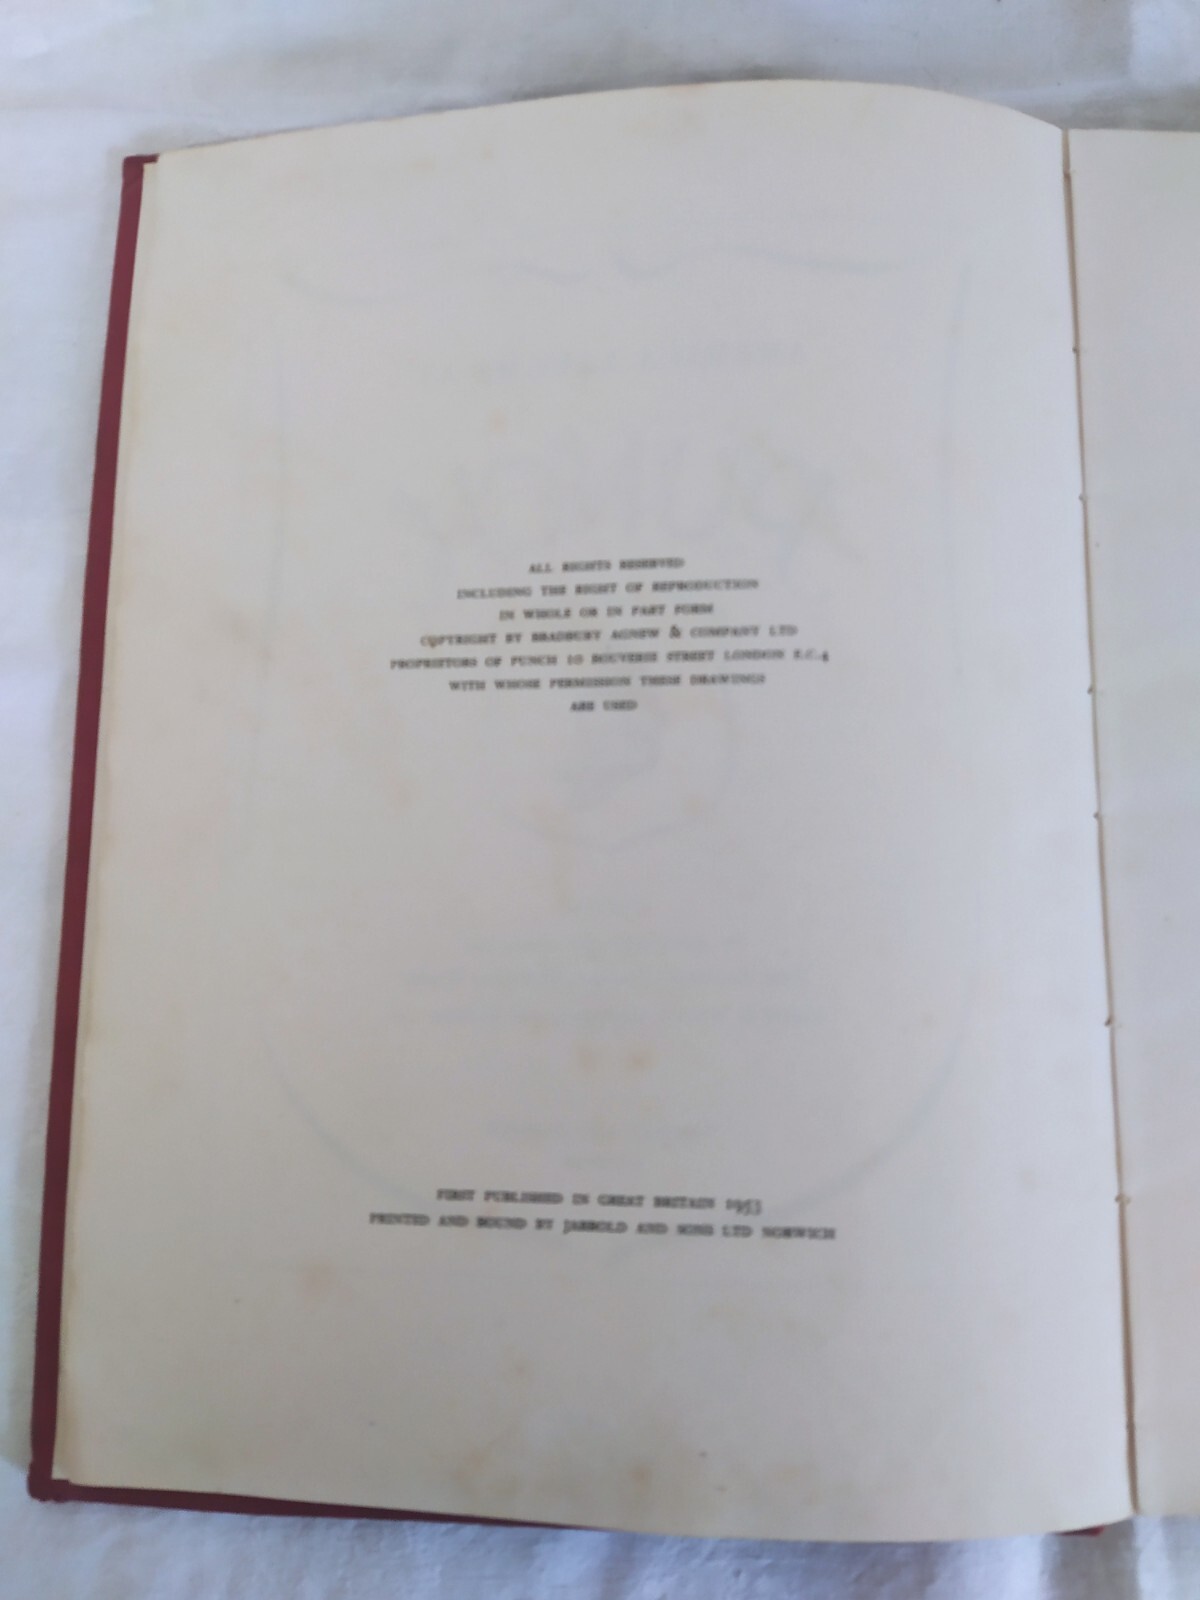 ALL RIGHTS RESERVED
INCLUDING THE RIGHT OF REPRODUCTION
IN WHOLE OR IN PART FORM
COPYRIGHT BY BRADBURY AGNEW & COMPANY LTD
PROPRIETORS OF PUNCH 10 BOUVERIE STREET LONDON E.C.4
WITH WHOSE PERMISSION THESE DRAWINGS
ARE USED
FIRST PUBLISHED IN GREAT BRITAIN 1953
PRINTED AND BOUND BY JARROLD AND SONS LTD NORWICH